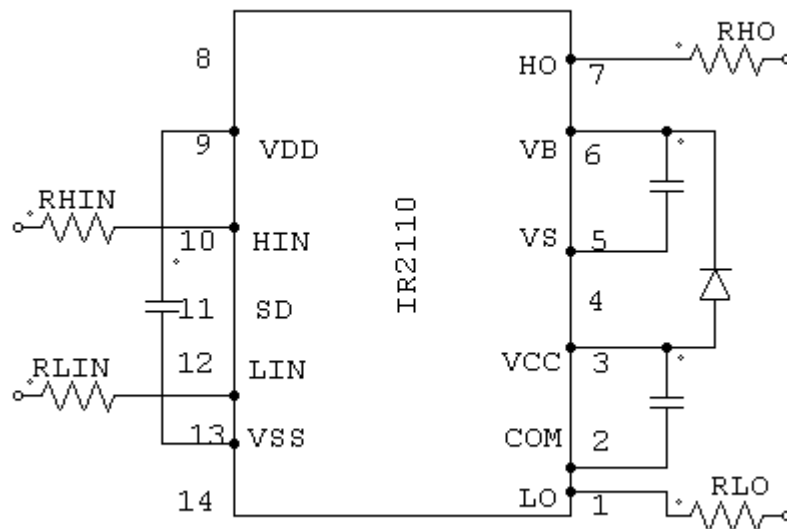 RHO
8
HO
7
9
VDD
VB
6
RHIN
10
HIN
VS
5
IR2110
11
SD
4
RLIN
12
LIN
VCC
3
13
VSS
COM
2
14
LO
1
RLO